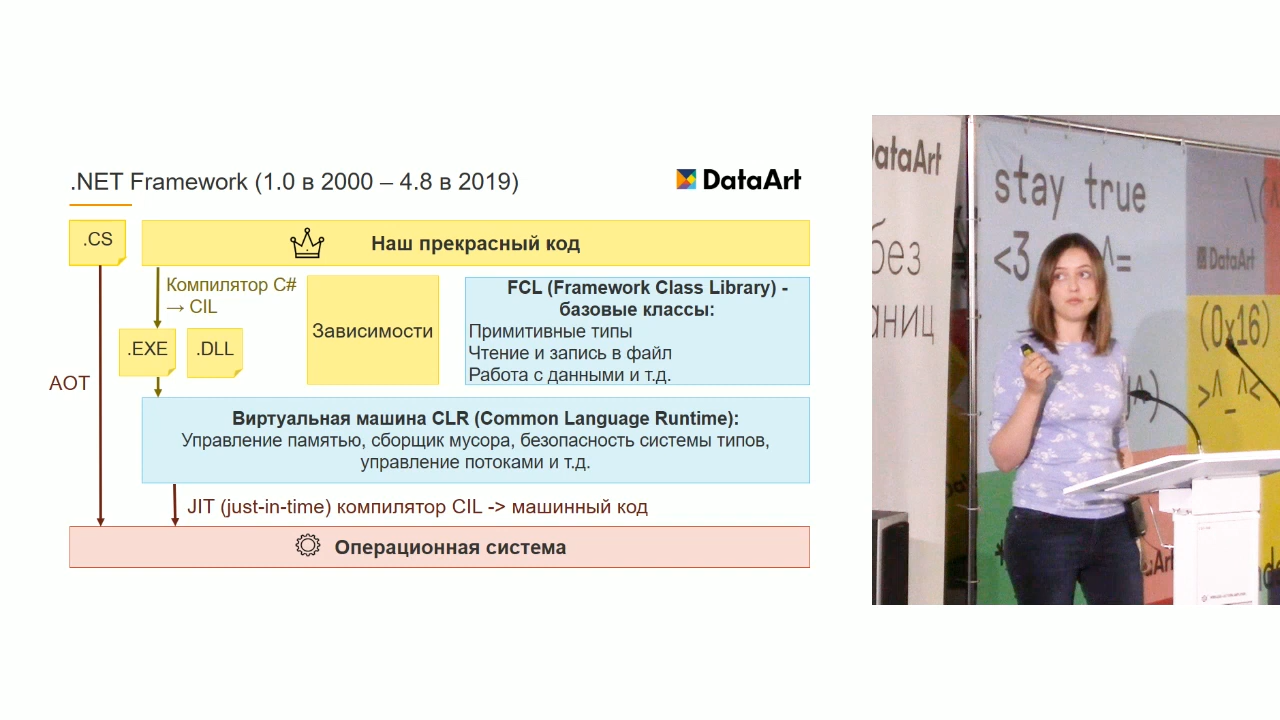 .NET Framework (1.0 в 2000 – 4.8 в 2019)
DataArt
.CS
Наш прекрасный код
Компилятор C#
→ CIL
.EXE
.DLL
Зависимости
FCL (Framework Class Library) -
базовые классы:
Примитивные типы
Чтение и запись в файл
Работа с данными и т.д.
AOT
Виртуальная машина CLR (Common Language Runtime):
Управление памятью, сборщик мусора, безопасность системы типов,
управление потоками и т.д.
JIT (just-in-time) компилятор CIL -> машинный код
Операционная система
DataArt
без
stay true
<3
^=
DataArt
(0x16)
>^_^<